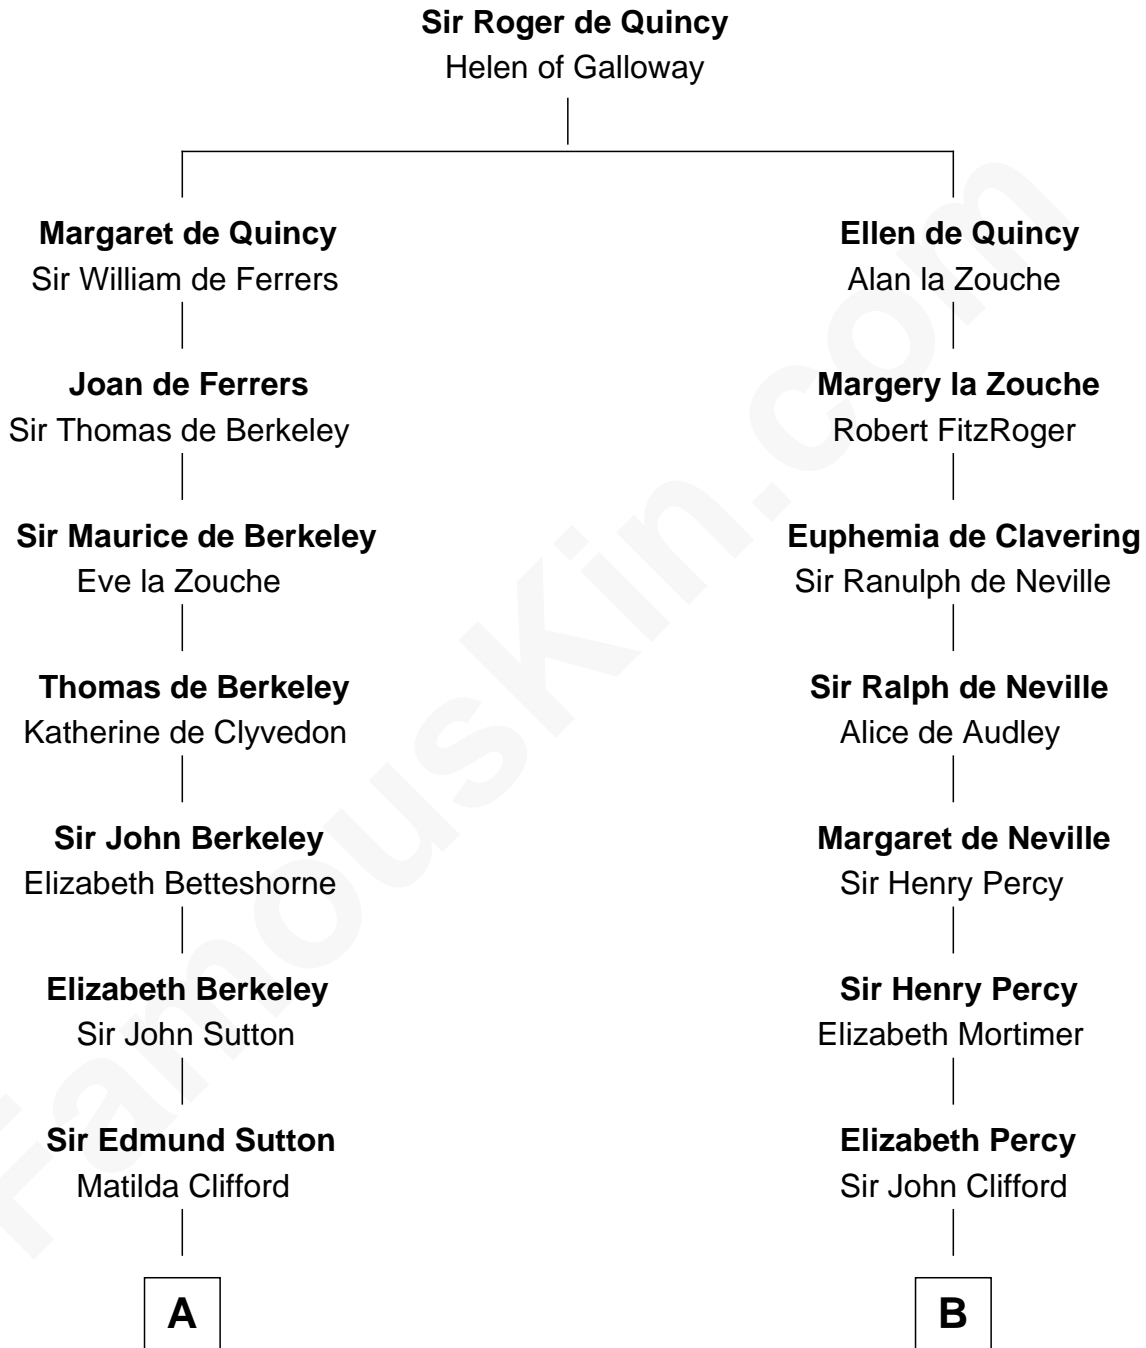 Sir Roger de Quincy
Helen of Galloway
Margaret de Quincy
Sir William de Ferrers
Ellen de Quincy
Alan la Zouche
Joan de Ferrers
Sir Thomas de Berkeley
Margery la Zouche
Robert FitzRoger
Sir Maurice de Berkeley
Eve la Zouche
Euphemia de Clavering
Sir Ranulph de Neville
Thomas de Berkeley
Katherine de Clyvedon
Sir Ralph de Neville
Alice de Audley
Sir John Berkeley
Elizabeth Betteshorne
Margaret de Neville
Sir Henry Percy
Elizabeth Berkeley
Sir John Sutton
Sir Henry Percy
Elizabeth Mortimer
Sir Edmund Sutton
Matilda Clifford
Elizabeth Percy
Sir John Clifford
A
B
FamousKin.com